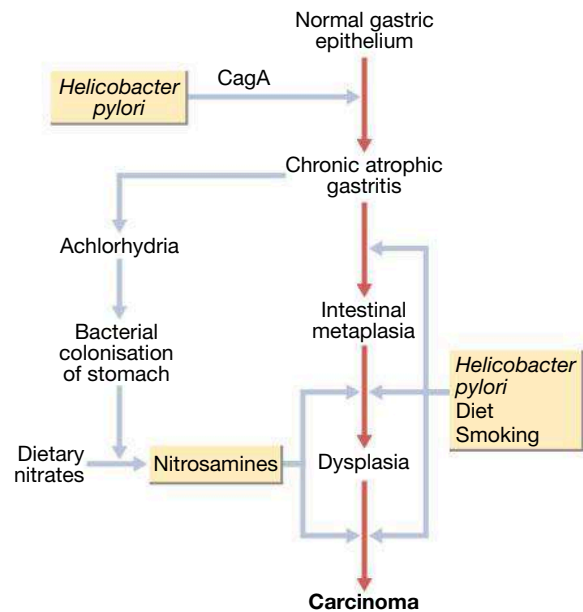 Normal gastric
epithelium
CagA
Helicobacter
pylori
Chronic atrophic
gastritis
Achlorhydria
Intestinal
metaplasia
Bacterial
colonisation
of stomach
Helicobacter
pylori
Diet
Smoking
Dietary
nitrates
Nitrosamines
Dysplasia
Carcinoma